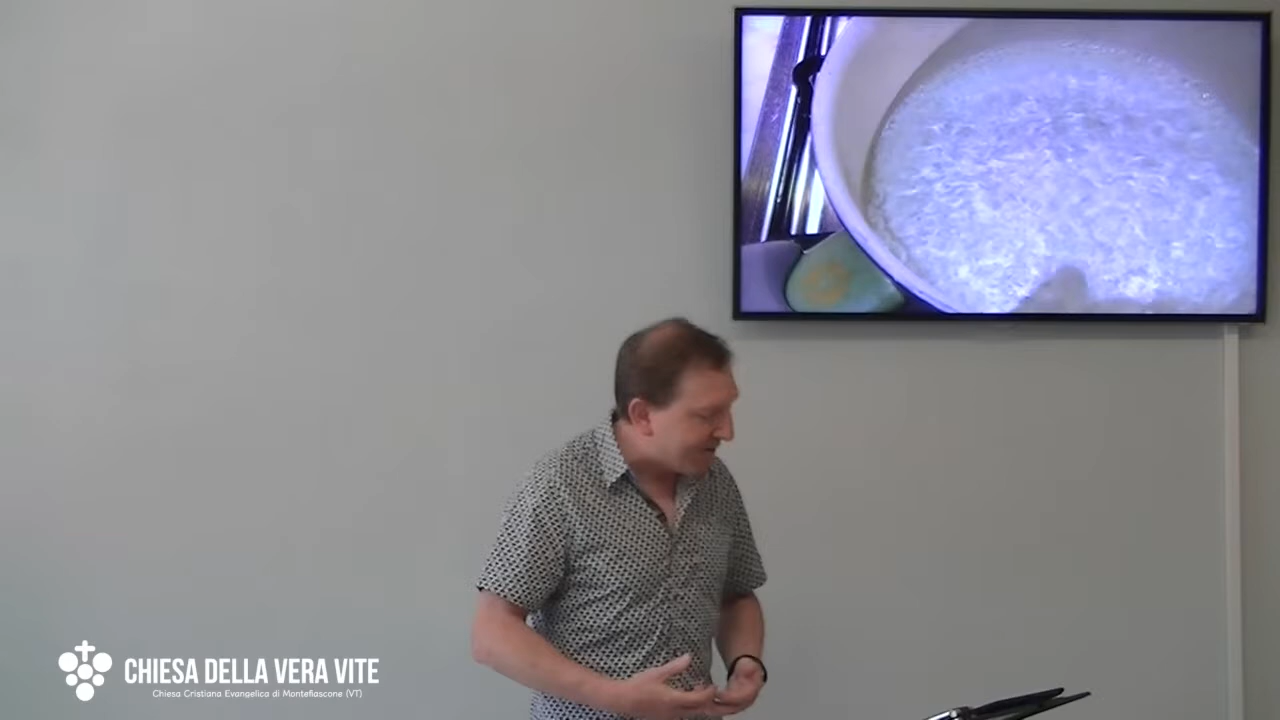 CHIESA DELLA VERA VITE
Chiesa Cristiana Evangelica di Montefiascone (VT)